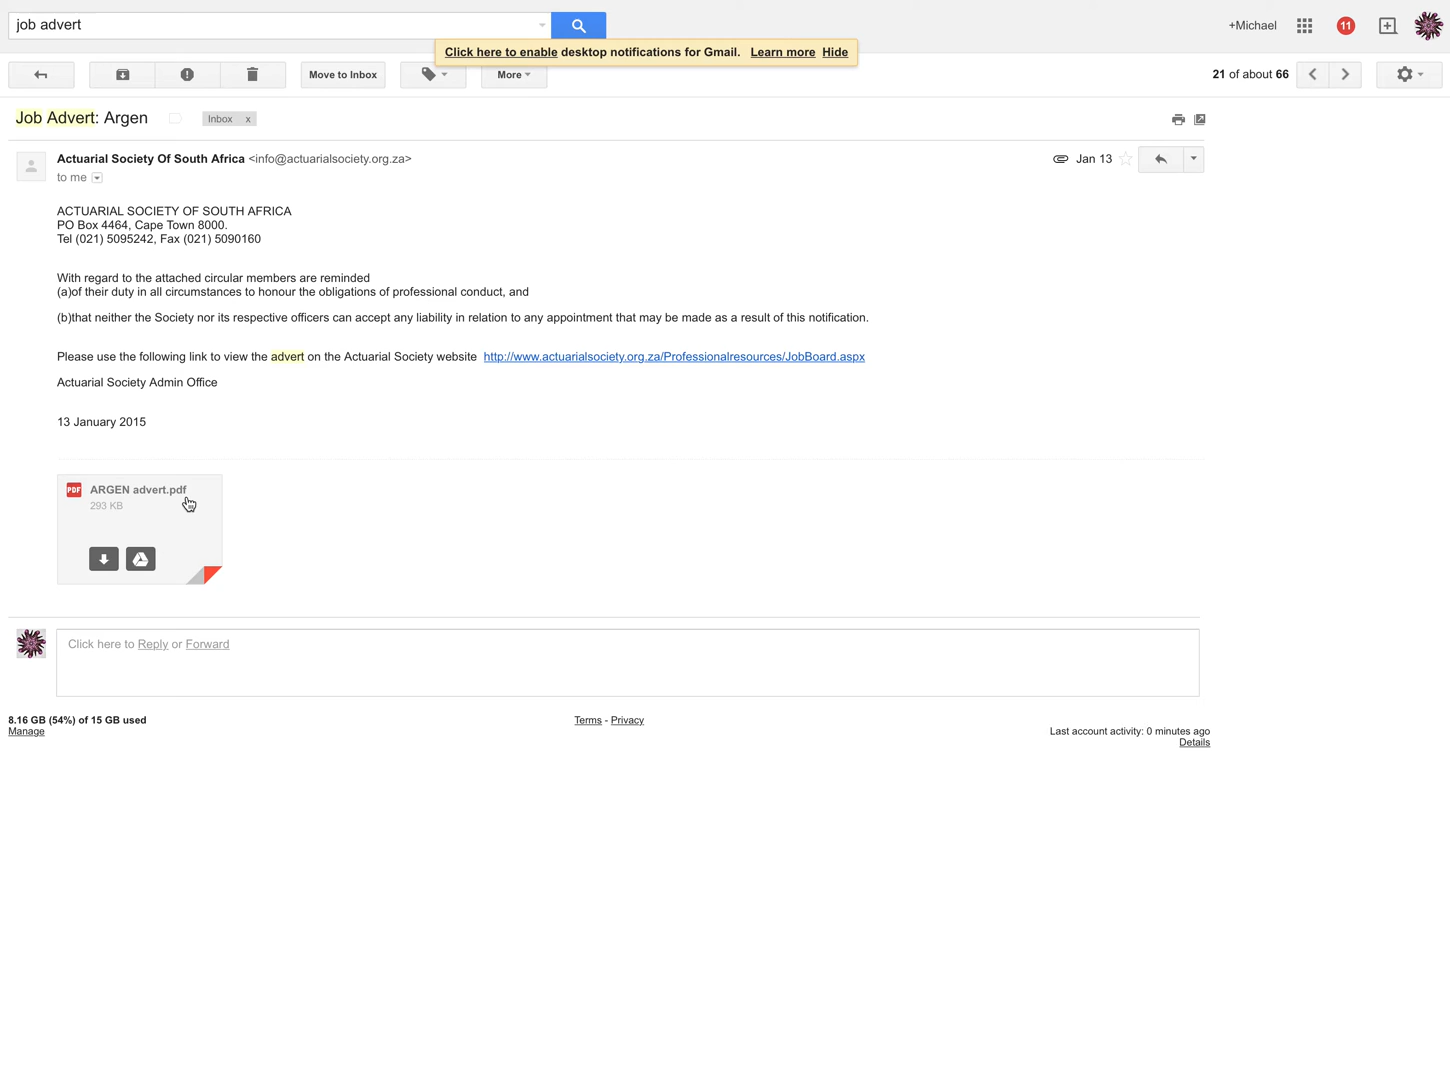 job advert
+Michael
11
Click here to enable desktop notifications for Gmail. Learn more Hide
Move to Inbox
More
21 of about 66
Job Advert: Argen
Inbox x
Actuarial Society Of South Africa <info@actuarialsociety.org.za>
Jan 13
to me
ACTUARIAL SOCIETY OF SOUTH AFRICA
PO Box 4464, Cape Town 8000.
Tel (021) 5095242, Fax (021) 5090160
With regard to the attached circular members are reminded
(a)of their duty in all circumstances to honour the obligations of professional conduct, and
(b)that neither the Society nor its respective officers can accept any liability in relation to any appointment that may be made as a result of this notification.
Please use the following link to view the advert on the Actuarial Society website http://www.actuarialsociety.org.za/Professionalresources/JobBoard.aspx
Actuarial Society Admin Office
13 January 2015
PDF ARGEN advert.pdf
293 KB
Click here to Reply or Forward
8.16 GB (54%) of 15 GB used
Manage
Terms - Privacy
Last account activity: 0 minutes ago
Details